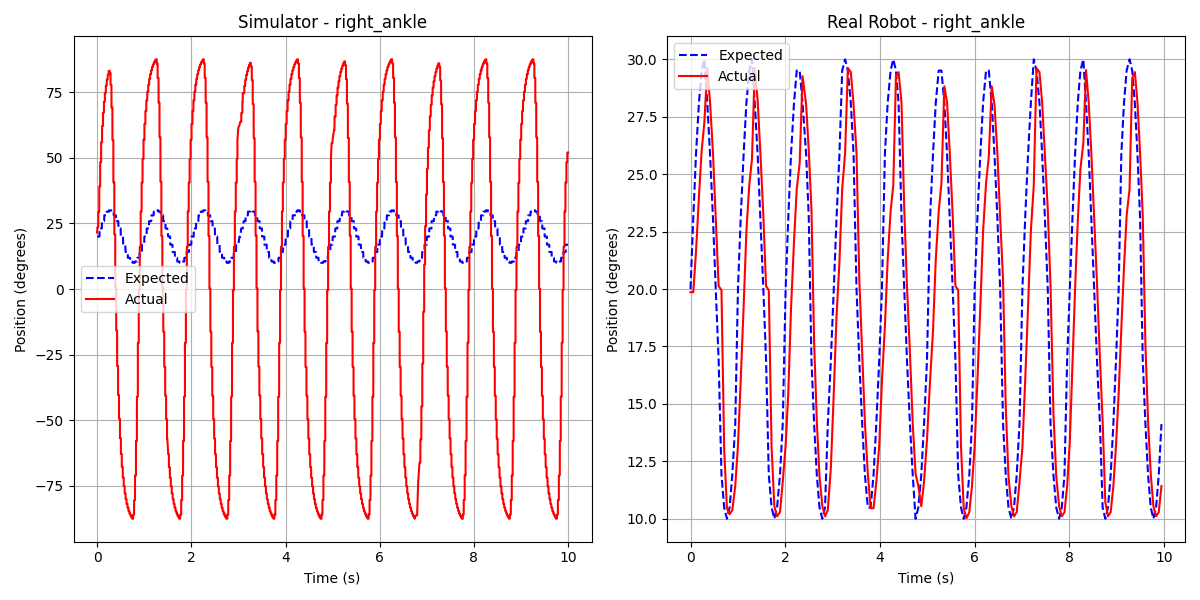 Simulator - right_ankle
Position (degrees)
75
50
25
0
−25
−50
−75
Expected
Actual
0 2 4 6 8 10
Time (s)
Real Robot - right_ankle
Position (degrees)
30.0
27.5
25.0
22.5
20.0
17.5
15.0
12.5
10.0
Expected
Actual
0 2 4 6 8 10
Time (s)